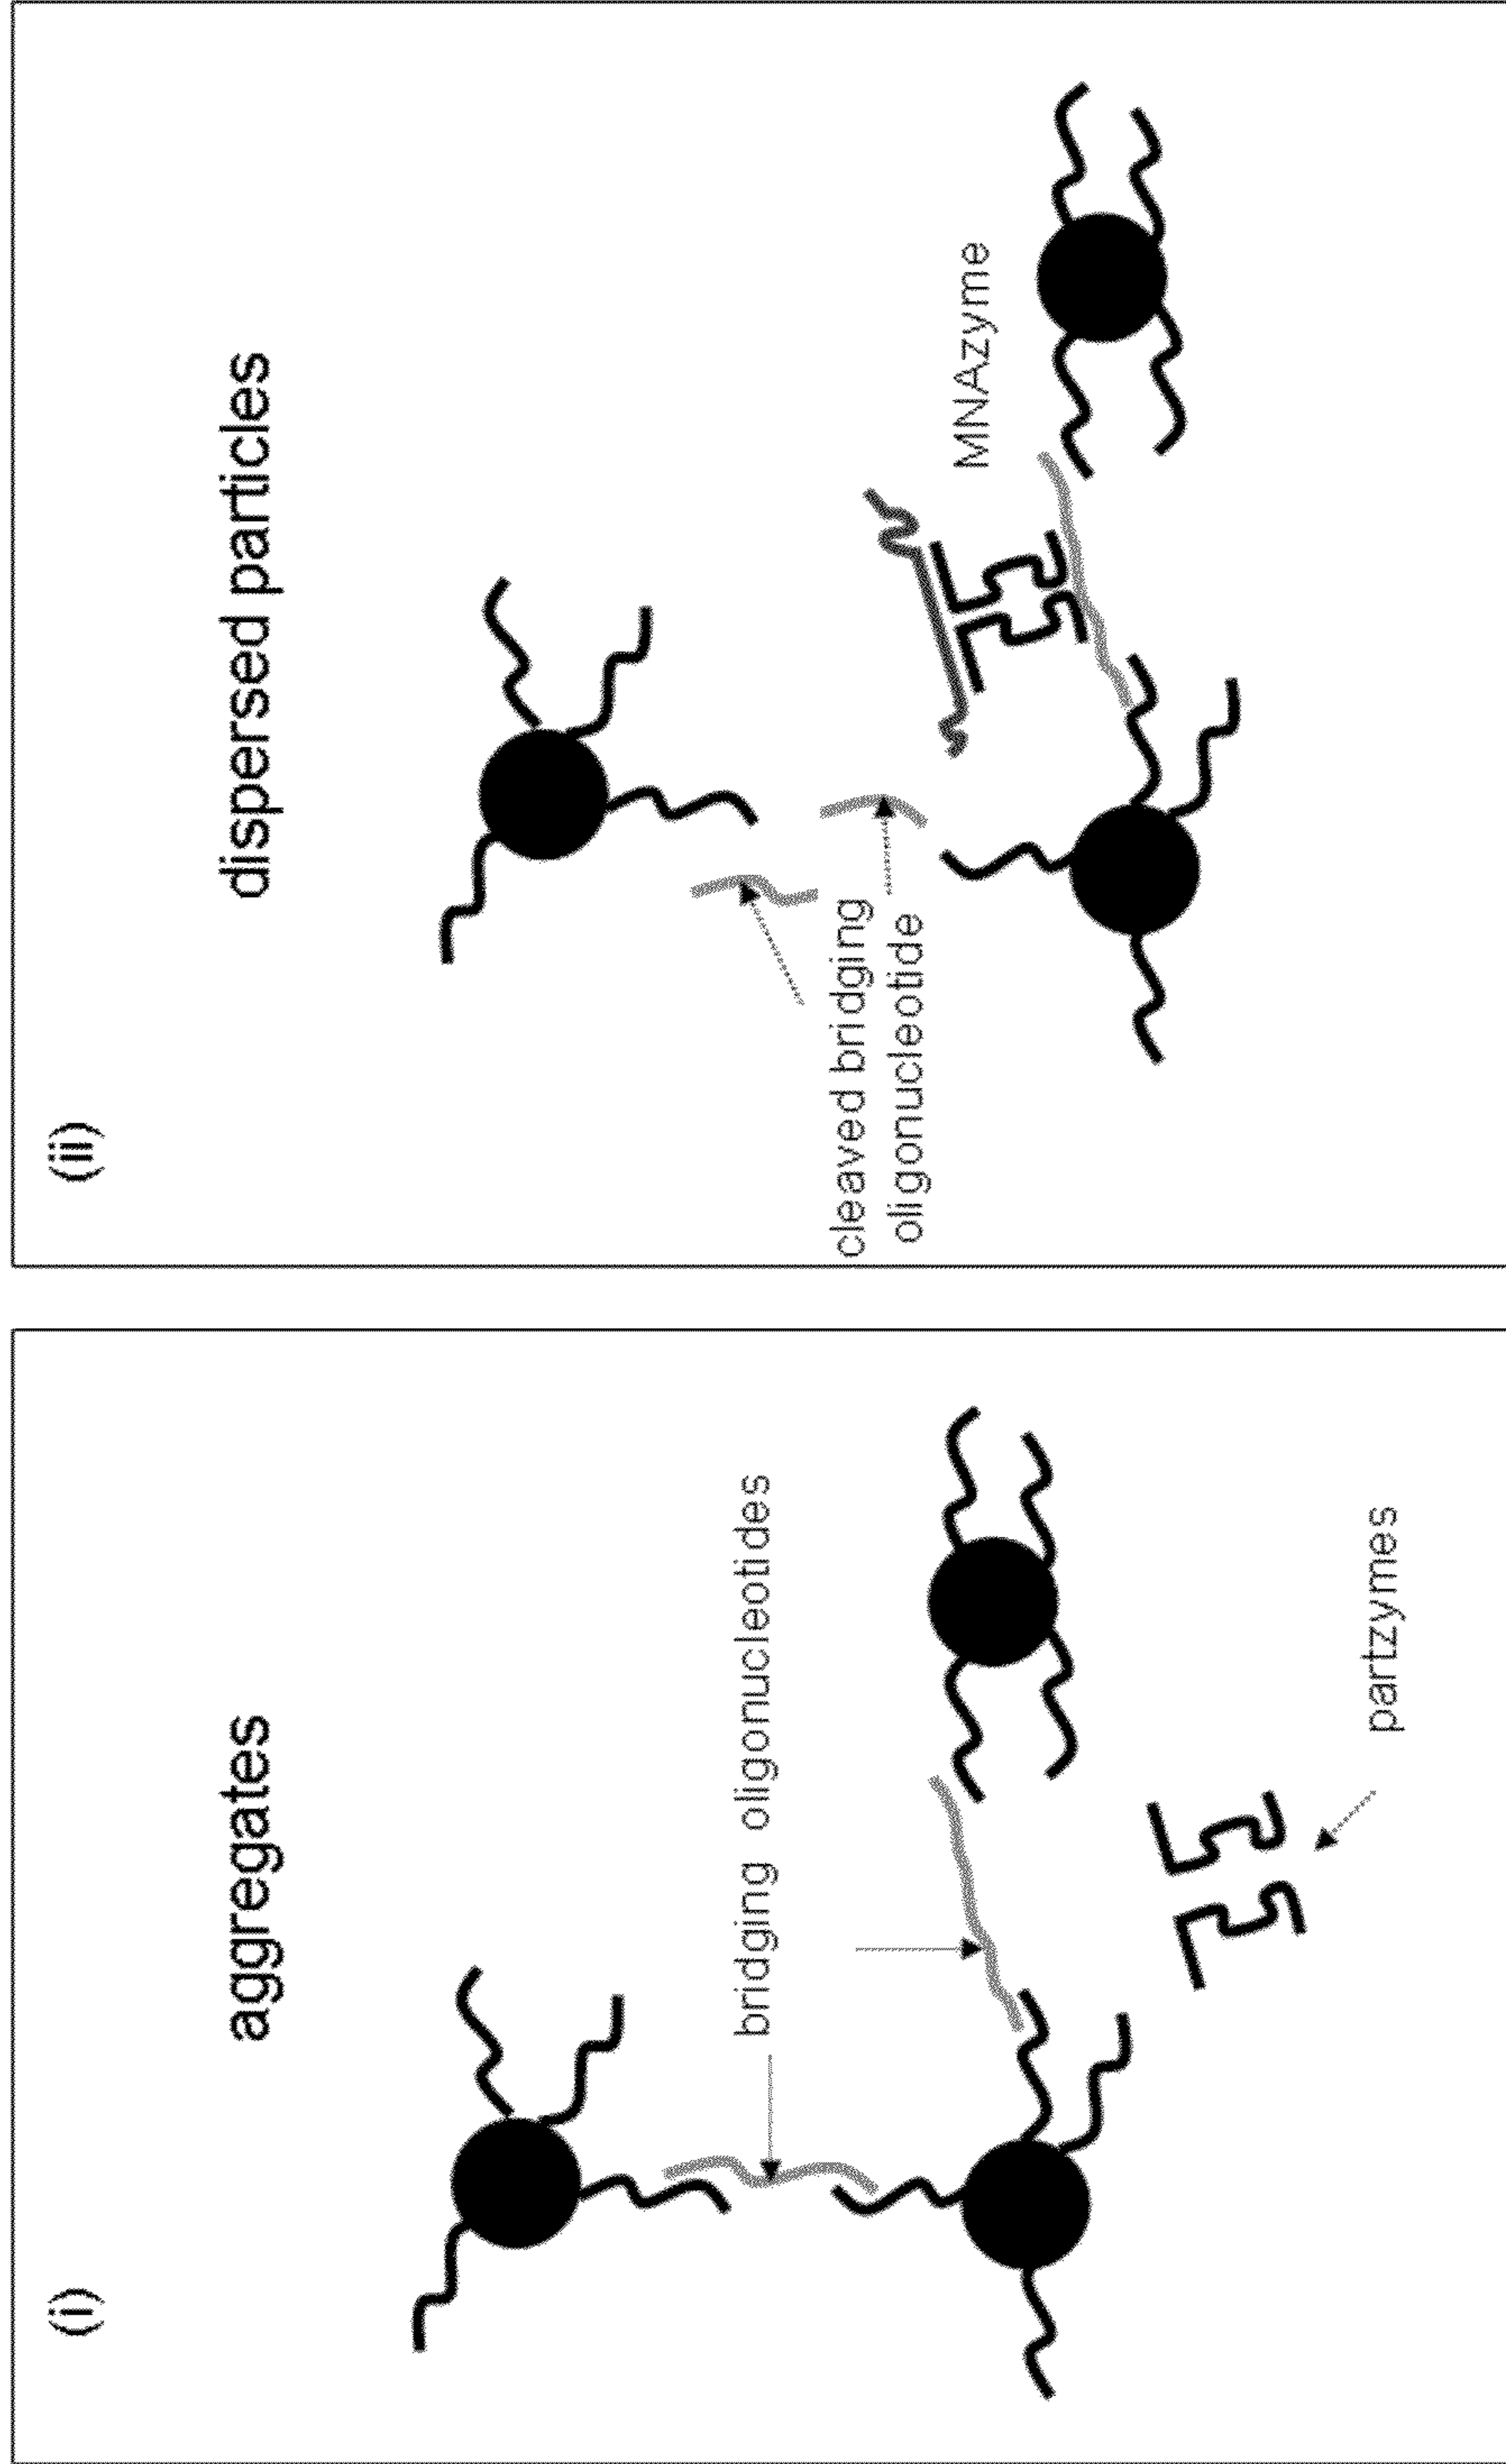 (i)
aggregates
bridging oligonucleotides
partzymes
(ii)
dispersed particles
MNAzyme
cleaved bridging
oligonucleotide